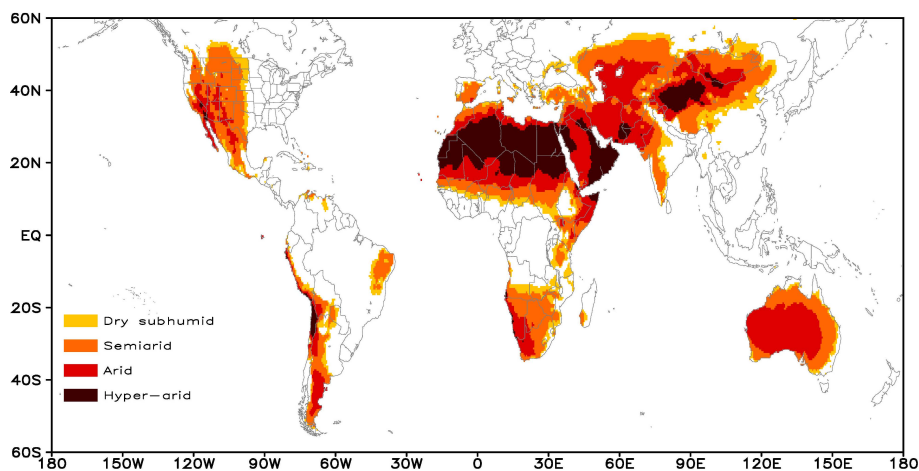 60N
40N
20N
EQ
20S
40S
60S
Dry subhumid
Semiarid
Arid
Hyper-arid
180 150W 120W 90W 60W 30W 0 30E 60E 90E 120E 150E 180